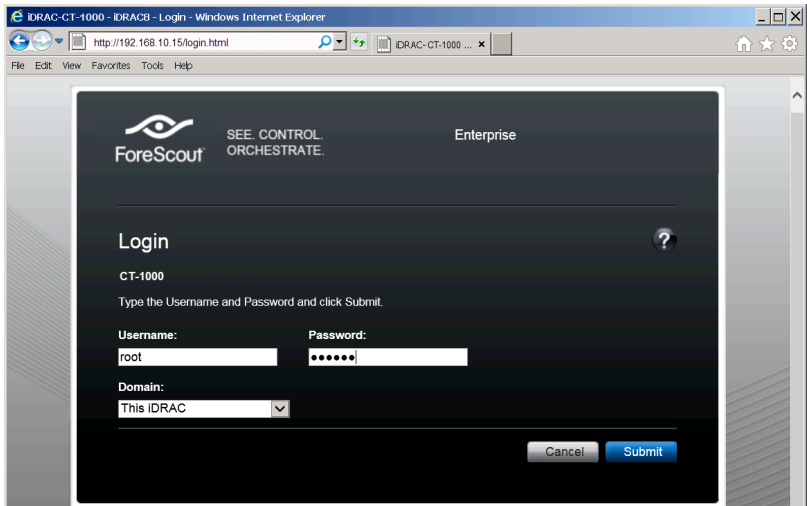 iDRAC-CT-1000 - iDRAC8 - Login - Windows Internet Explorer
http://192.168.10.15/login.html
iDRAC-CT-1000 ...
File Edit View Favorites Tools Help
ForeScout
SEE. CONTROL.
ORCHESTRATE.
Enterprise
Login
?
CT-1000
Type the Username and Password and click Submit.
Username: Password:
root ●●●●●●
Domain:
This iDRAC
Cancel Submit